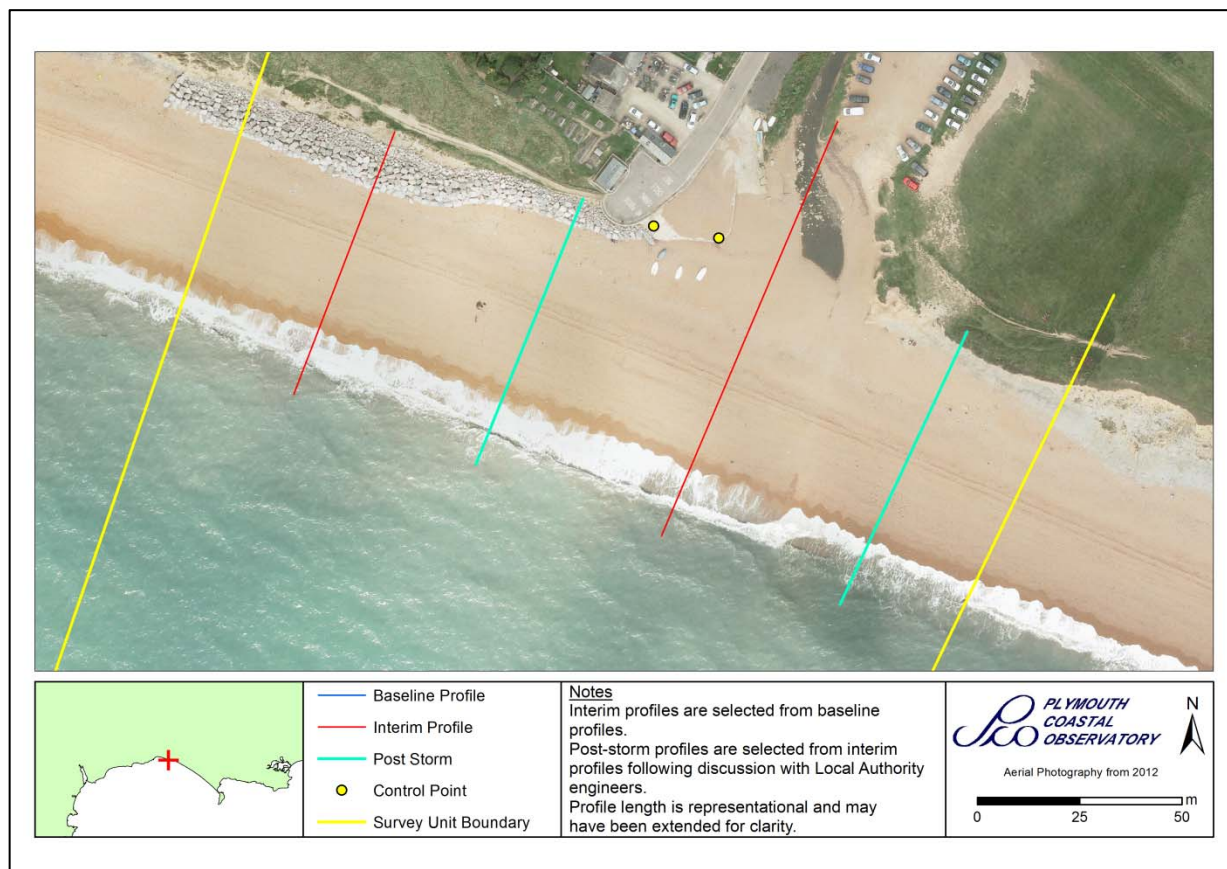 Baseline Profile
Interim Profile
Post Storm
Control Point
Survey Unit Boundary
Notes
Interim profiles are selected from baseline
profiles.
Post-storm profiles are selected from interim
profiles following discussion with Local Authority
engineers.
Profile length is representational and may
have been extended for clarity.
PLYMOUTH
COASTAL
OBSERVATORY
N
Aerial Photography from 2012
m
0 25 50